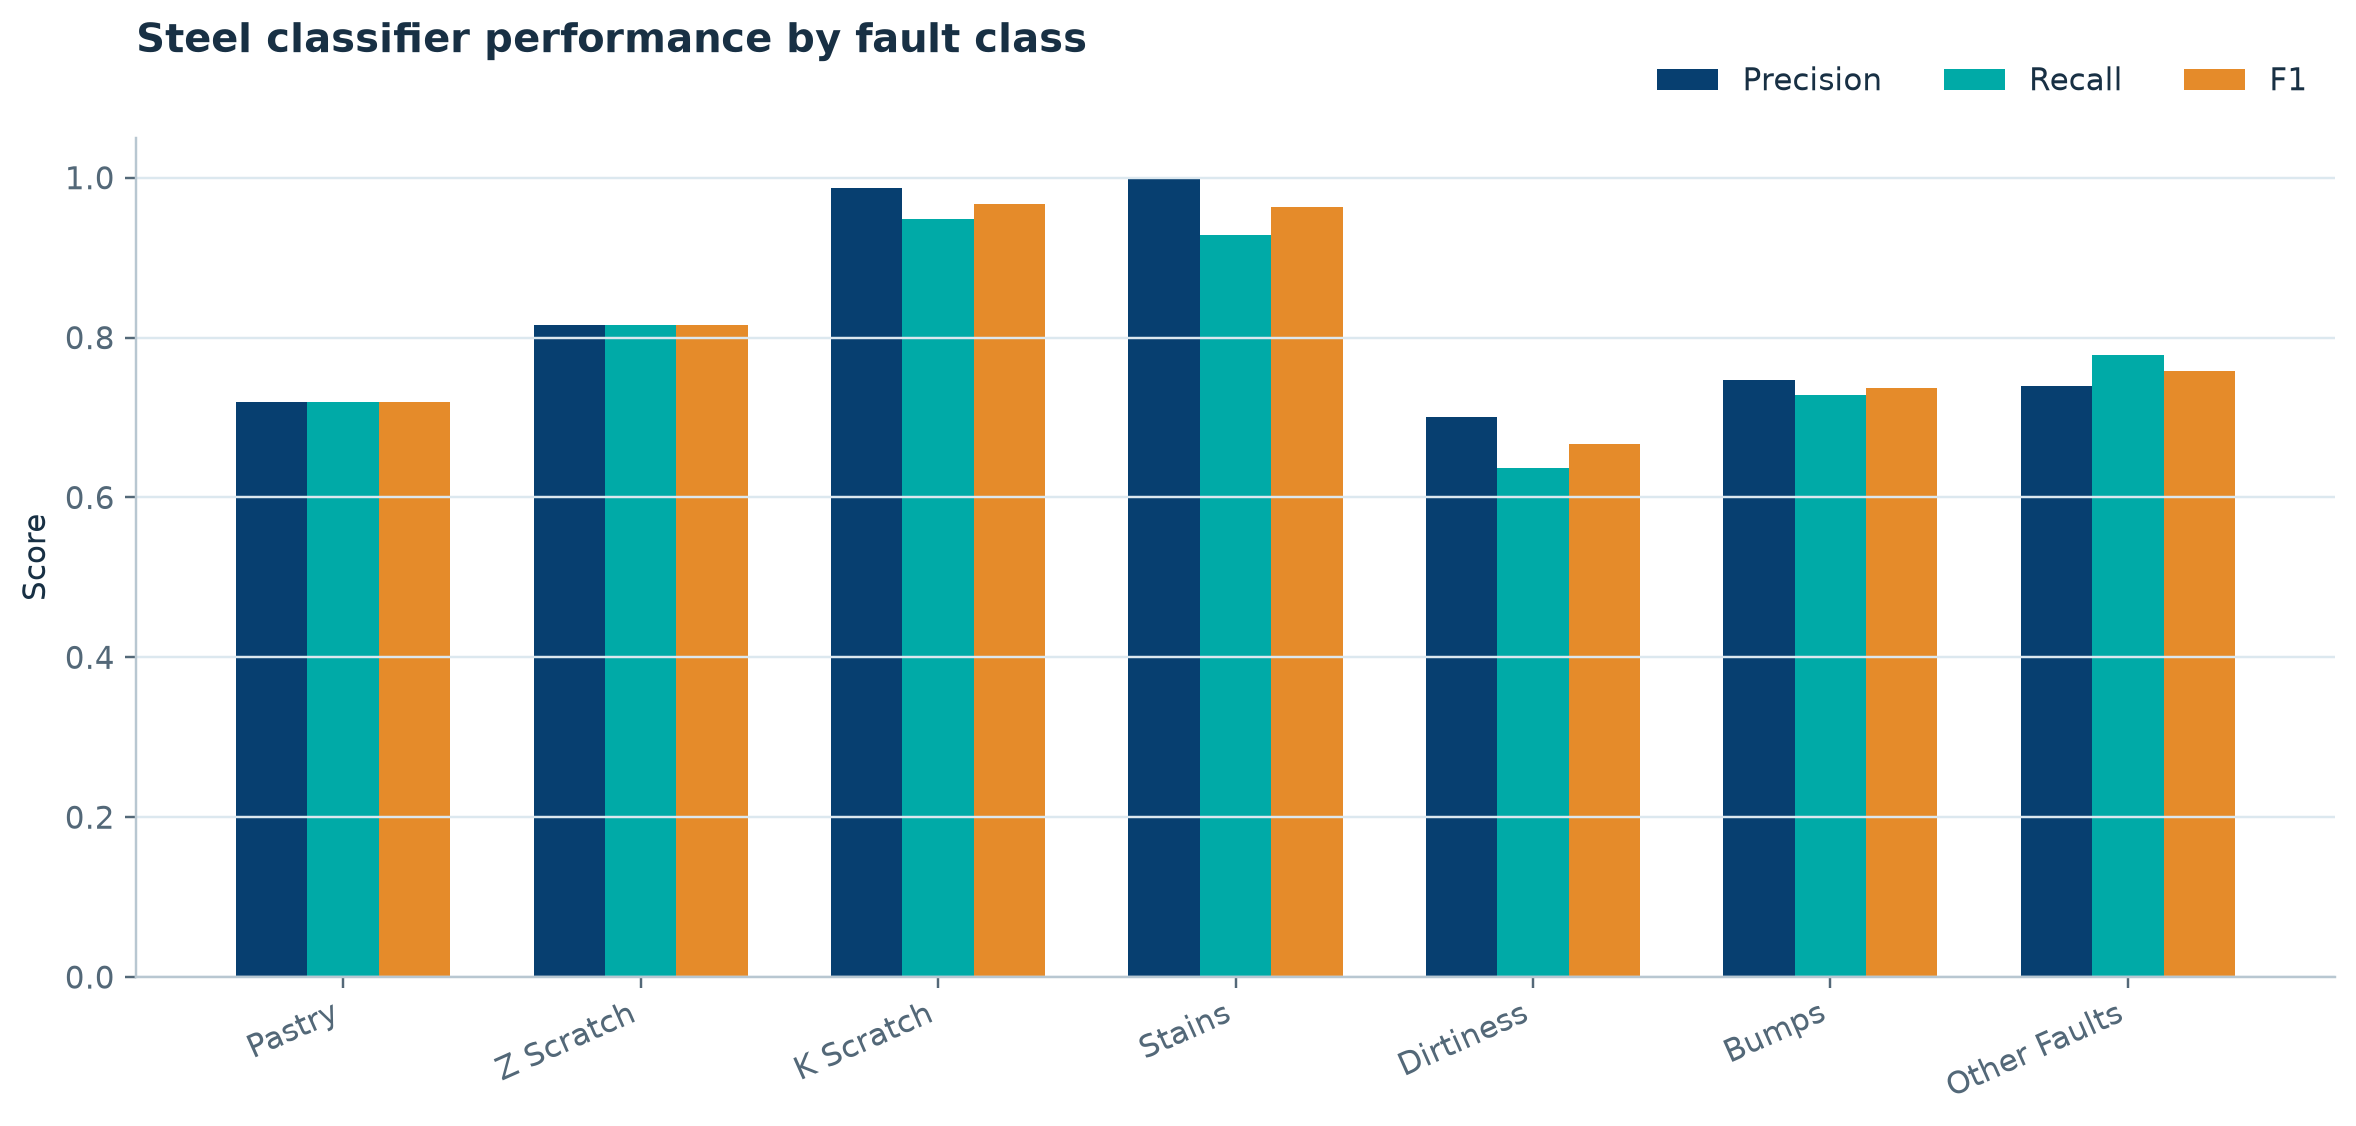 Steel classifier performance by fault class
Precision Recall F1
Score
1.0
0.8
0.6
0.4
0.2
0.0
Pastry
Z Scratch
K Scratch
Stains
Dirtiness
Bumps
Other Faults